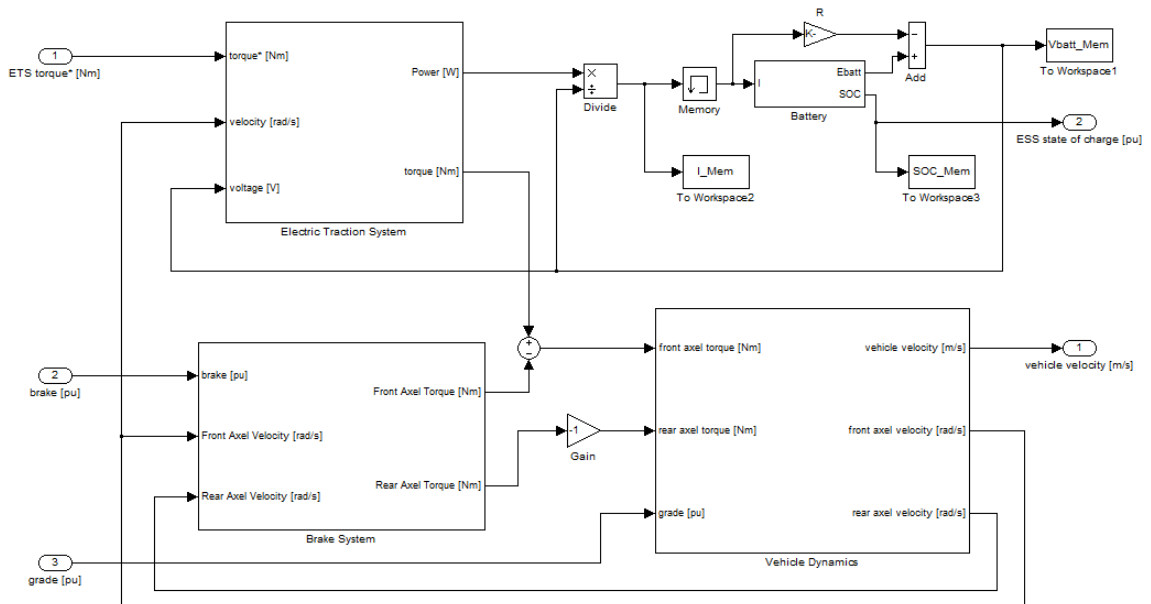 R
1
ETS torque* [Nm]
torque* [Nm]
velocity [rad/s]
voltage [V]
Power [W]
torque [Nm]
Electric Traction System
×
÷
Divide
Memory
K-
I
Ebatt
SOC
Battery
−
+
Add
Vbatt_Mem
To Workspace1
2
ESS state of charge [pu]
I_Mem
To Workspace2
SOC_Mem
To Workspace3
+
−
2
brake [pu]
brake [pu]
Front Axel Velocity [rad/s]
Rear Axel Velocity [rad/s]
Front Axel Torque [Nm]
Rear Axel Torque [Nm]
Brake System
-1
Gain
front axel torque [Nm]
rear axel torque [Nm]
grade [pu]
vehicle velocity [m/s]
front axel velocity [rad/s]
rear axel velocity [rad/s]
Vehicle Dynamics
1
vehicle velocity [m/s]
3
grade [pu]